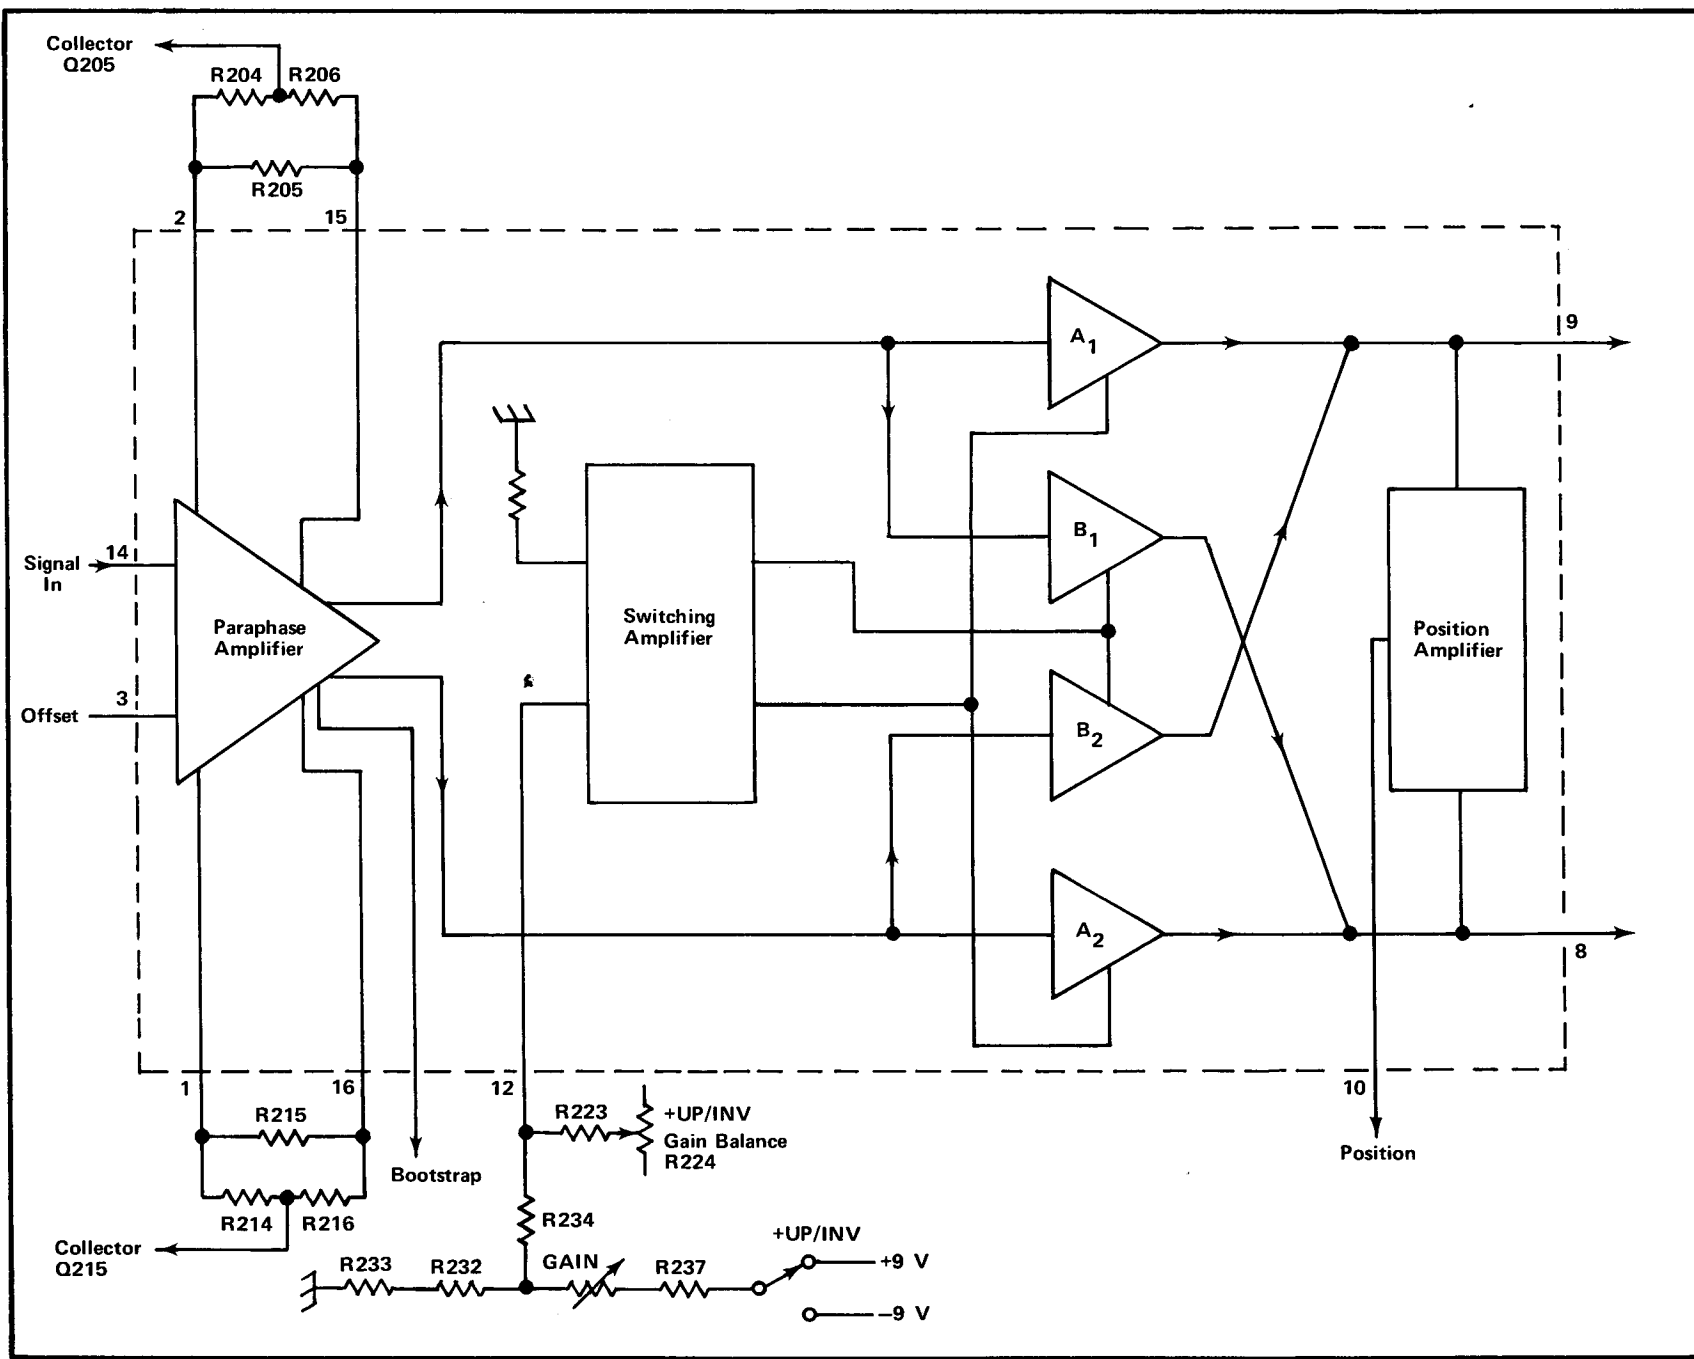 Collector
Q205
R204
R206
R205
2
15
9
A1
14
Signal
In
B1
Paraphase
Amplifier
Switching
Amplifier
Position
Amplifier
3
Offset
B2
A2
8
1
16
12
10
R215
R223
+UP/INV
Gain Balance
R224
Position
Bootstrap
R214
R216
R234
Collector
Q215
+UP/INV
R233
R232
GAIN
R237
+9 V
–9 V